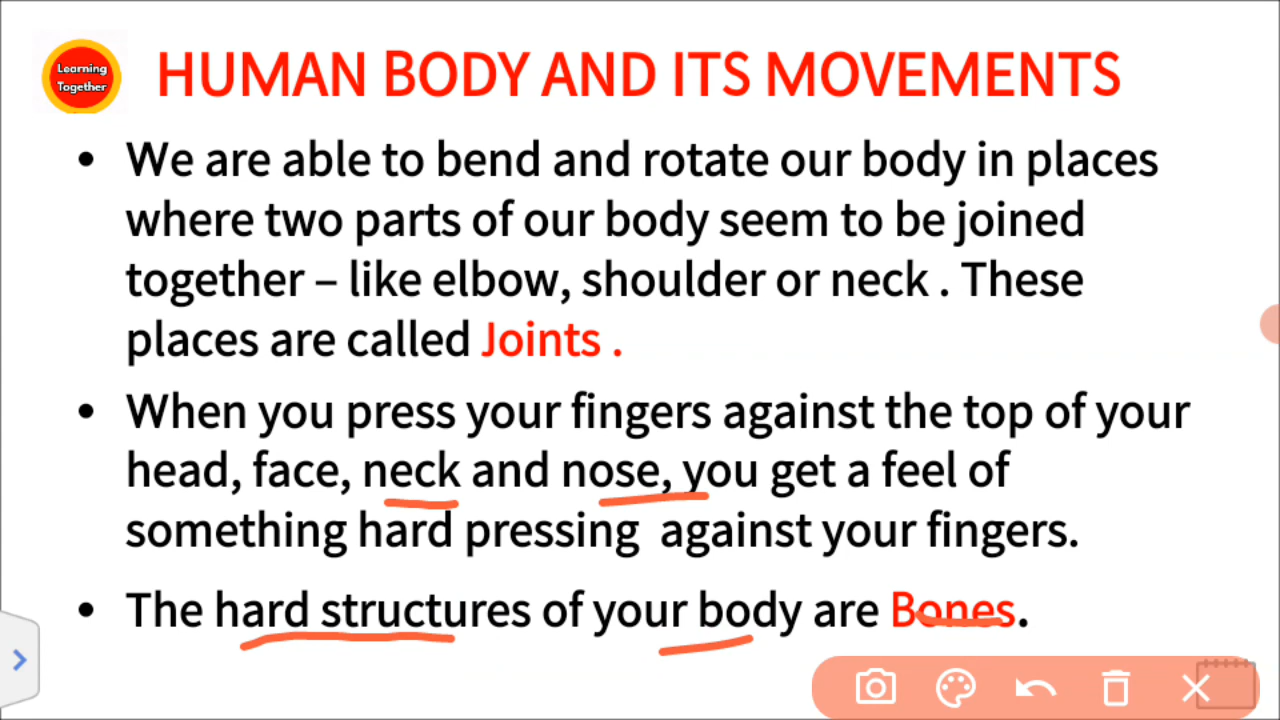 Learning
Together
HUMAN BODY AND ITS MOVEMENTS
• We are able to bend and rotate our body in places
where two parts of our body seem to be joined
together – like elbow, shoulder or neck . These
places are called Joints .
• When you press your fingers against the top of your
head, face, neck and nose, you get a feel of
something hard pressing  against your fingers.
• The hard structures of your body are Bones.